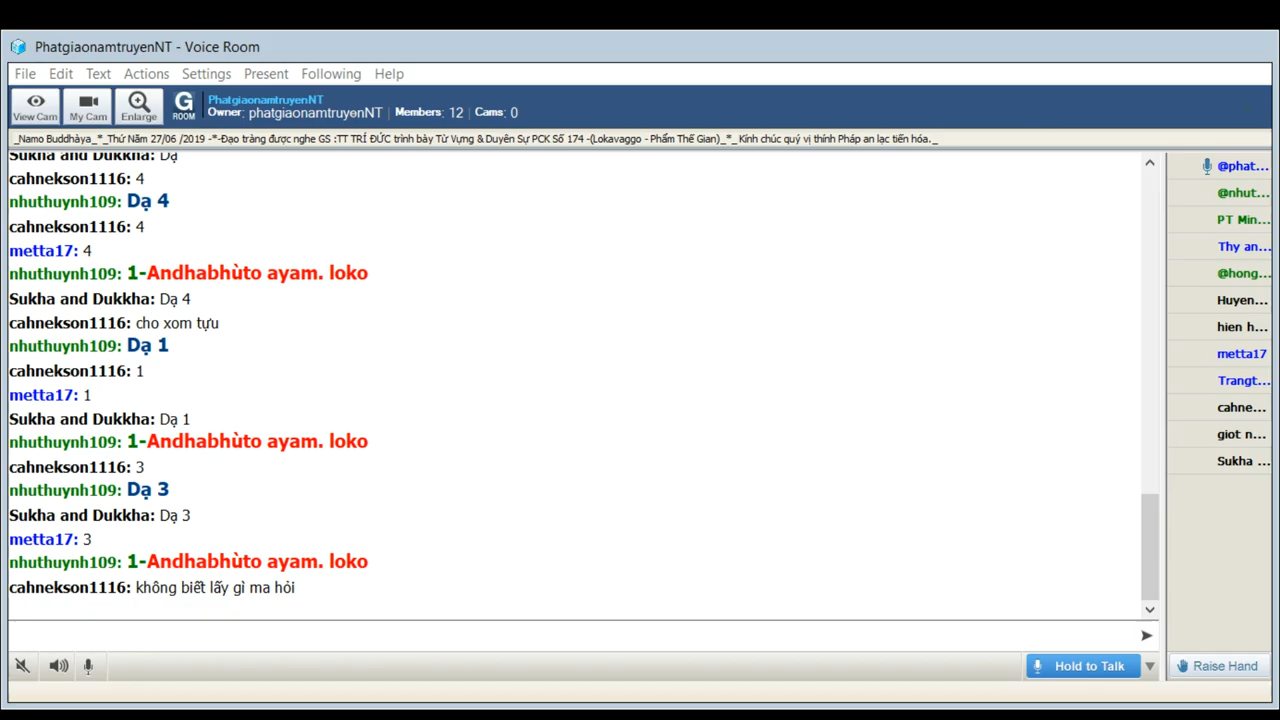 PhatgiaonamtruyenNT - Voice Room
File Edit Text Actions Settings Present Following Help
View Cam My Cam Enlarge G ROOM PhatgiaonamtruyenNT
Owner: phatgiaonamtruyenNT | Members: 12 | Cams: 0
_Namo Buddhàya_*_Thứ Năm 27/06 /2019 -*-Đạo tràng được nghe GS :TT TRÍ ĐỨC trình bày Từ Vựng & Duyên Sự PCK Số 174 -(Lokavaggo - Phẩm Thế Gian)_*_ Kính chúc quý vị thính Pháp an lạc tiến hóa._
Sukha and Dukkha: Dạ
cahnekson1116: 4
nhuthuynh109: Dạ 4
cahnekson1116: 4
metta17: 4
nhuthuynh109: 1-Andhabhùto ayam. loko
Sukha and Dukkha: Dạ 4
cahnekson1116: cho xom tựu
nhuthuynh109: Dạ 1
cahnekson1116: 1
metta17: 1
Sukha and Dukkha: Dạ 1
nhuthuynh109: 1-Andhabhùto ayam. loko
cahnekson1116: 3
nhuthuynh109: Dạ 3
Sukha and Dukkha: Dạ 3
metta17: 3
nhuthuynh109: 1-Andhabhùto ayam. loko
cahnekson1116: không biết lấy gì ma hỏi
@phat...
@nhut...
PT Min...
Thy an...
@hong...
Huyen...
hien h...
metta17
Trangt...
cahne...
giot n...
Sukha ...
Hold to Talk
Raise Hand